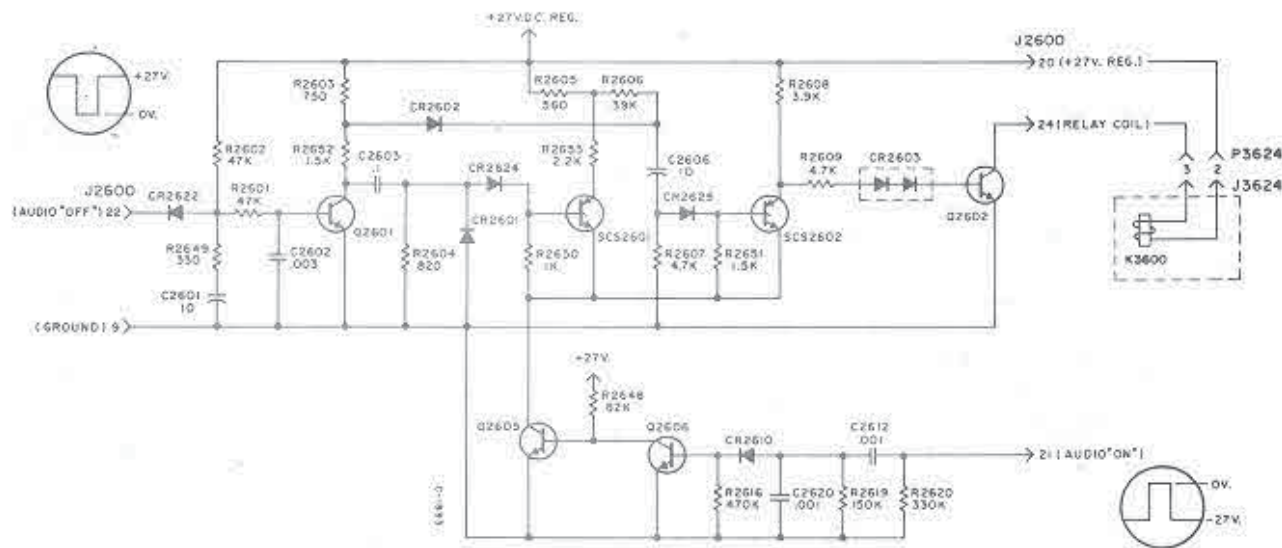 +27V.DC. REG.
+27V.
0V.
J2600
20 (+27V. REG.)
R2603
750
R2605
560
R2606
39K
R2608
3.9K
CR2602
24 (RELAY COIL)
R2602
47K
R2652
1.5K
C2603
.1
CR2624
R2653
2.2K
C2606
10
R2609
4.7K
CR2603
P3624
3
2
J3624
J2600
CR2622
R2601
47K
(AUDIO "OFF") 22
Q2601
CR2601
SCS2601
CR2625
SCS2602
Q2602
K3600
R2649
330
C2602
.003
R2604
820
R2650
1K
R2607
4.7K
R2651
1.5K
C2601
10
(GROUND) 9
+27V.
R2648
82K
Q2605
Q2606
CR2610
C2612
.001
21 (AUDIO "ON")
R2616
470K
C2620
.001
R2619
150K
R2620
330K
0V.
-27V.